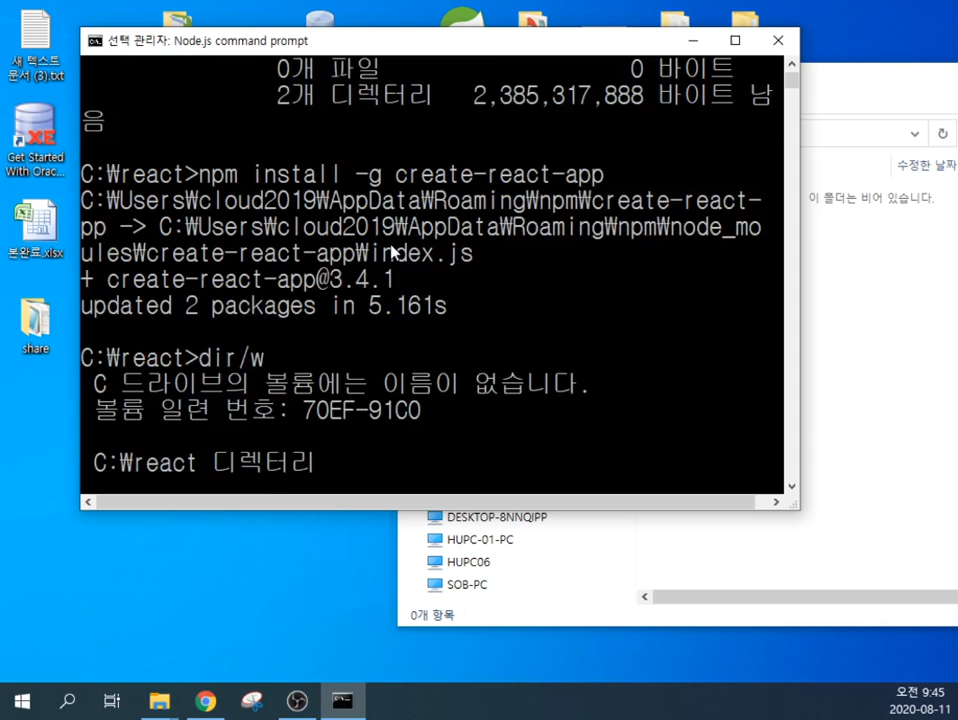 새 텍스트
문서 (3).txt
Get Started
With Orac...
본완료.xlsx
share
선택 관리자: Node.js command prompt
0개 파일 0 바이트
2개 디렉터리 2,385,317,888 바이트 남
음
C:₩react>npm install -g create-react-app
C:₩Users₩cloud2019₩AppData₩Roaming₩npm₩create-react-
pp -> C:₩Users₩cloud2019₩AppData₩Roaming₩npm₩node_mo
ules₩create-react-app₩index.js
+ create-react-app@3.4.1
updated 2 packages in 5.161s
C:₩react>dir/w
C 드라이브의 볼륨에는 이름이 없습니다.
볼륨 일련 번호: 70EF-91C0
C:₩react 디렉터리
수정한 날짜
이 폴더는 비어 있습니다.
DESKTOP-8NNQIPP
HUPC-01-PC
HUPC06
SOB-PC
0개 항목
오전 9:45
2020-08-11